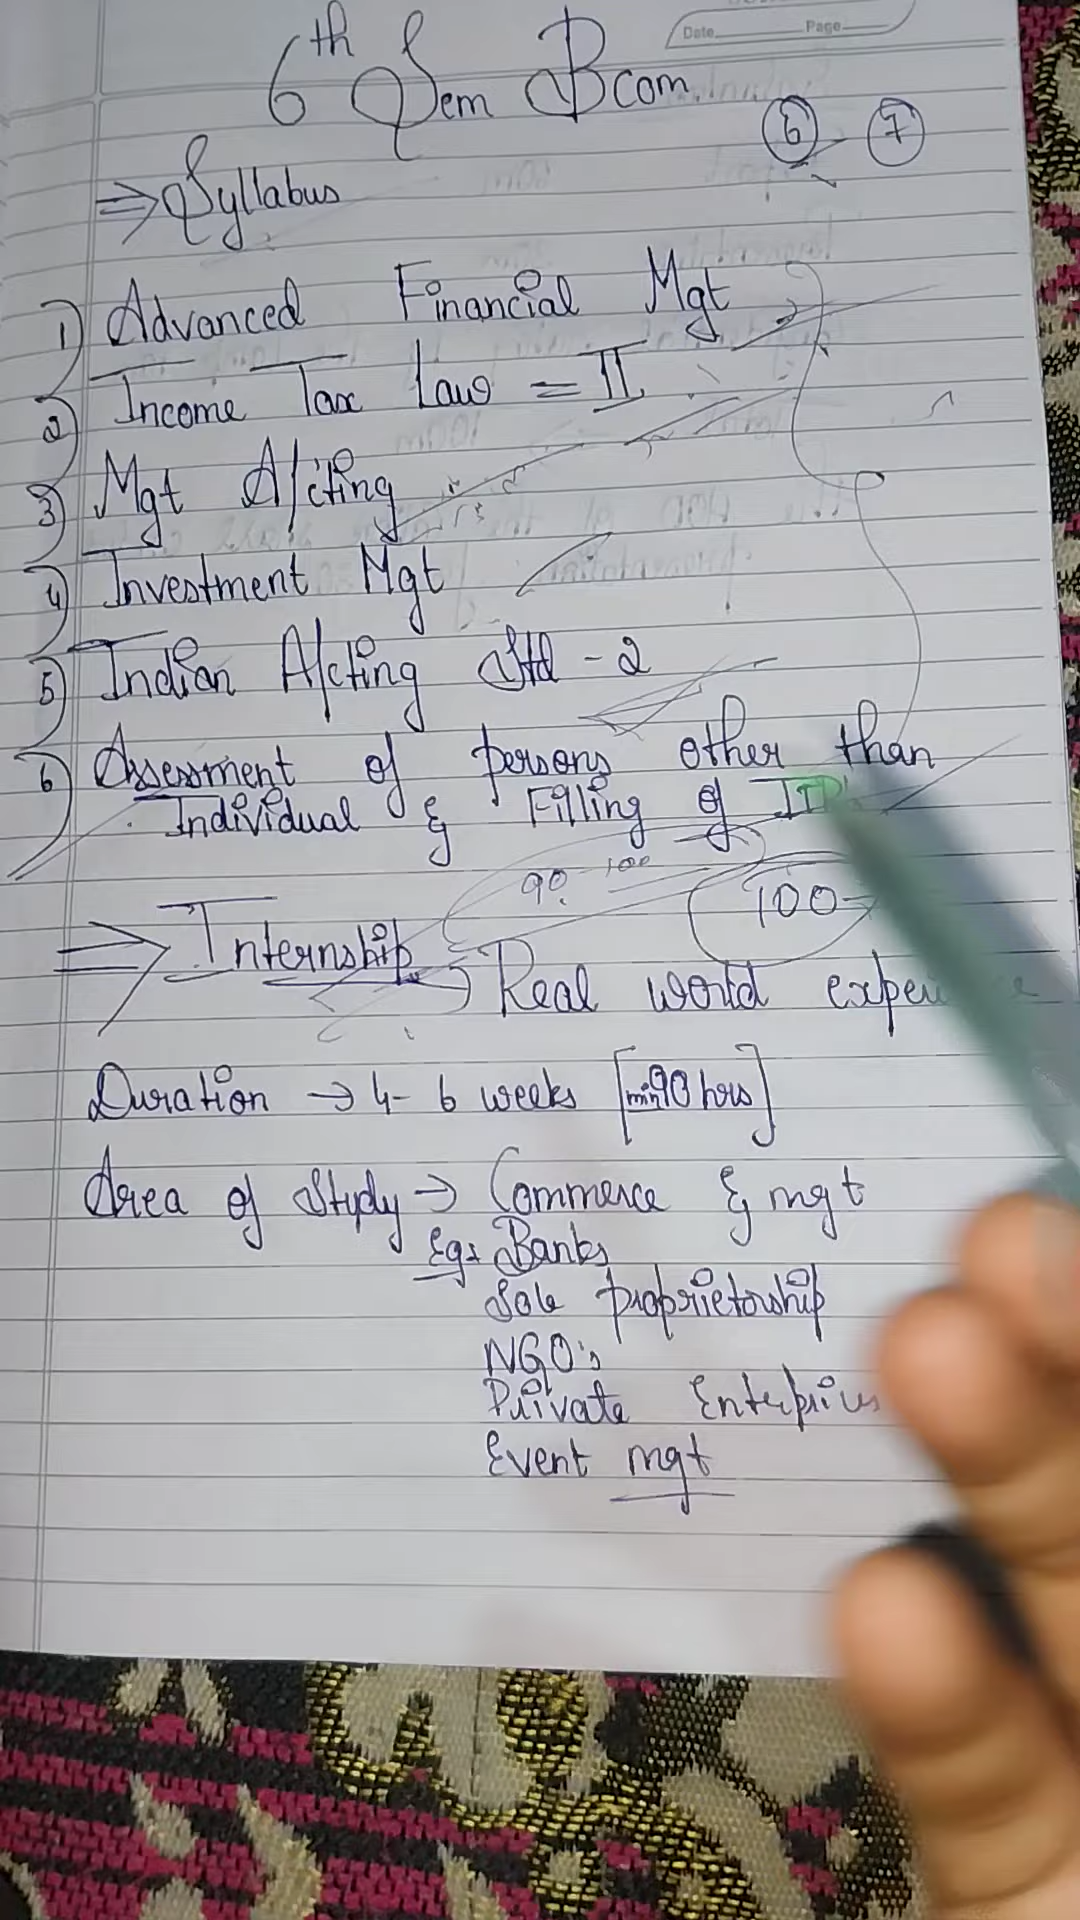 Date Page
6th Sem Bcom
6 7
⇒ Syllabus
1) Advanced Financial Mgt
2) Income Tax Law = II
3) Mgt A/cting
4) Investment Mgt
5) Indian A/cting Std - 2
6) Assessment of persons other than
Individual & Filling of
90. 100
100
⇒ Internship
→ Real world
Duration → 4- 6 weeks [min 90 hrs]
Area of Study → Commerce & mgt
Eg: Banks
Sole proprietorship
NGO's
Private Enterprises
Event mgt